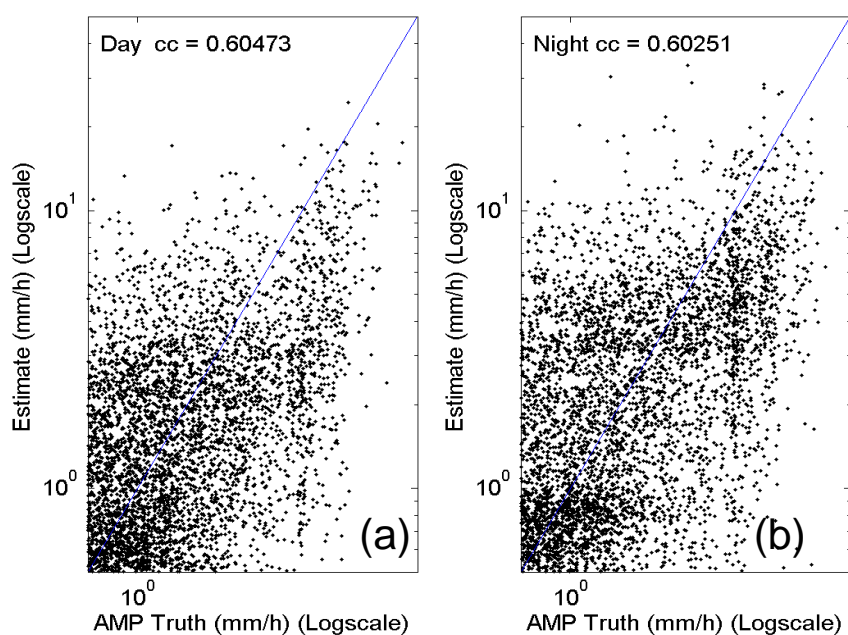 Day cc = 0.60473
Estimate (mm/h) (Logscale)
10^1
10^0
(a)
10^0
AMP Truth (mm/h) (Logscale)
Night cc = 0.60251
Estimate (mm/h) (Logscale)
10^1
10^0
(b)
10^0
AMP Truth (mm/h) (Logscale)